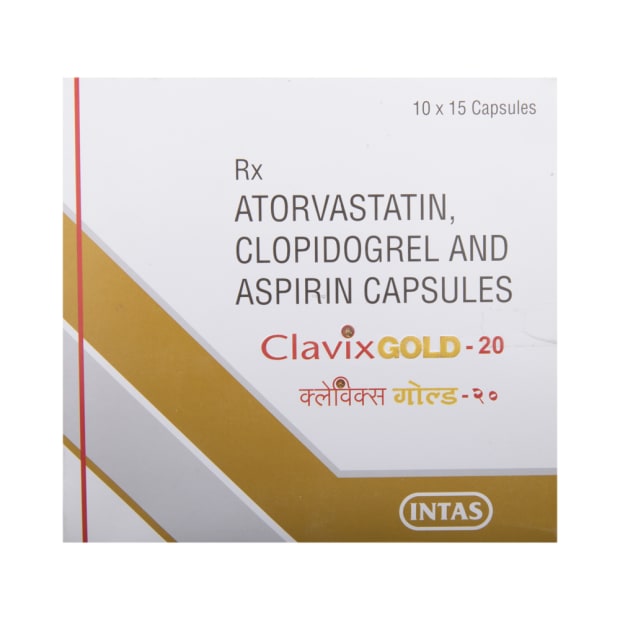 10 x 15 Capsules
Rx
ATORVASTATIN,
CLOPIDOGREL AND
ASPIRIN CAPSULES
ClavixGOLD - 20
क्लेविक्स गोल्ड - २०
INTAS